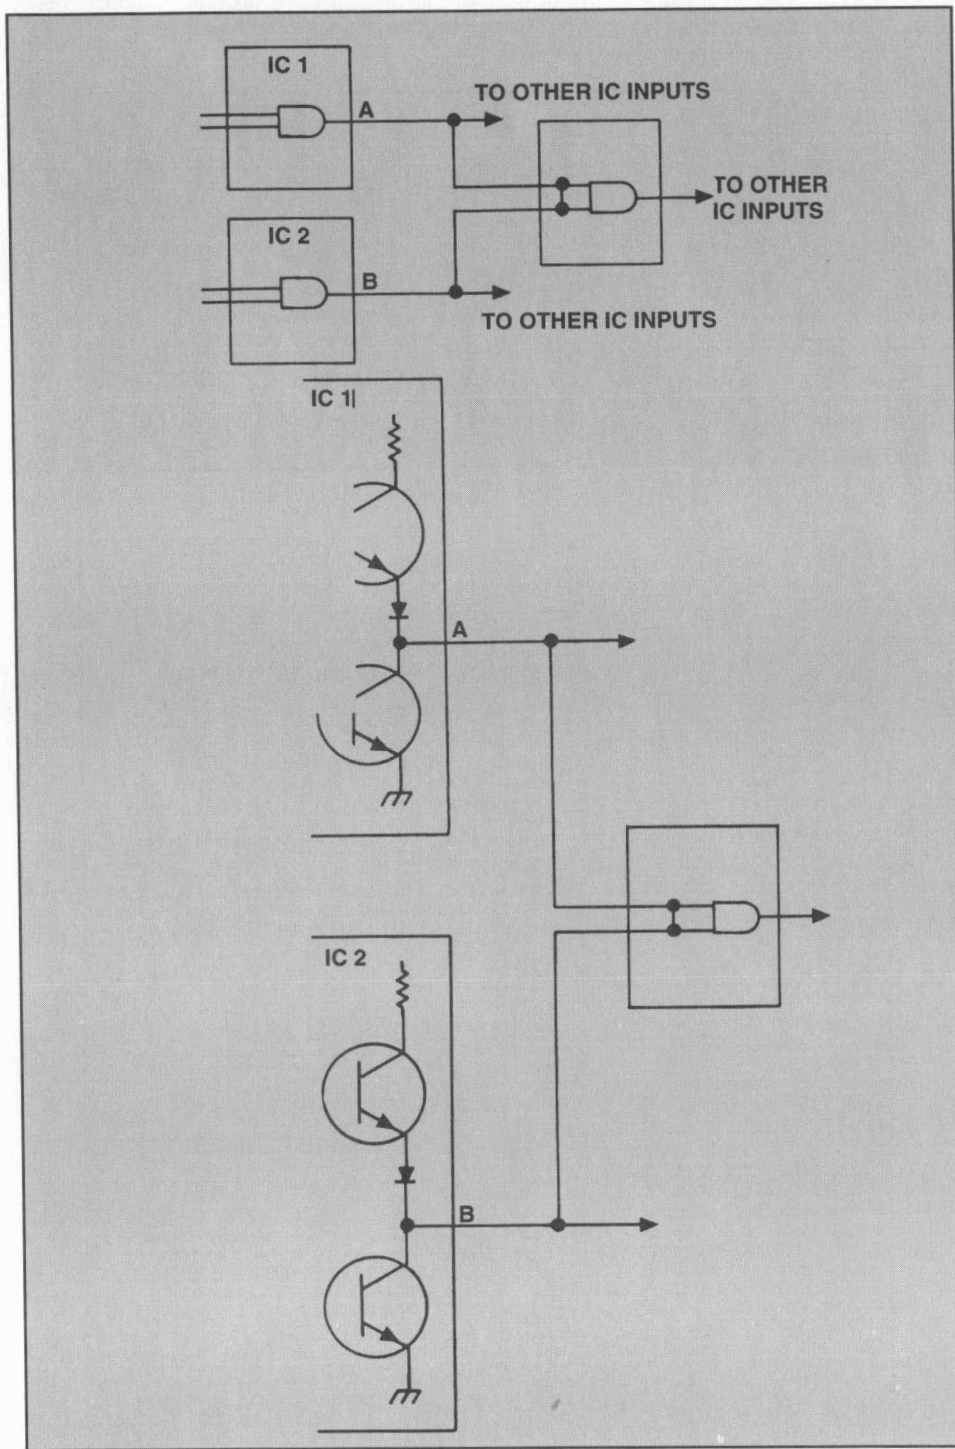 IC 1
A
TO OTHER IC INPUTS
TO OTHER
IC INPUTS
IC 2
B
TO OTHER IC INPUTS
IC 1
A
IC 2
B